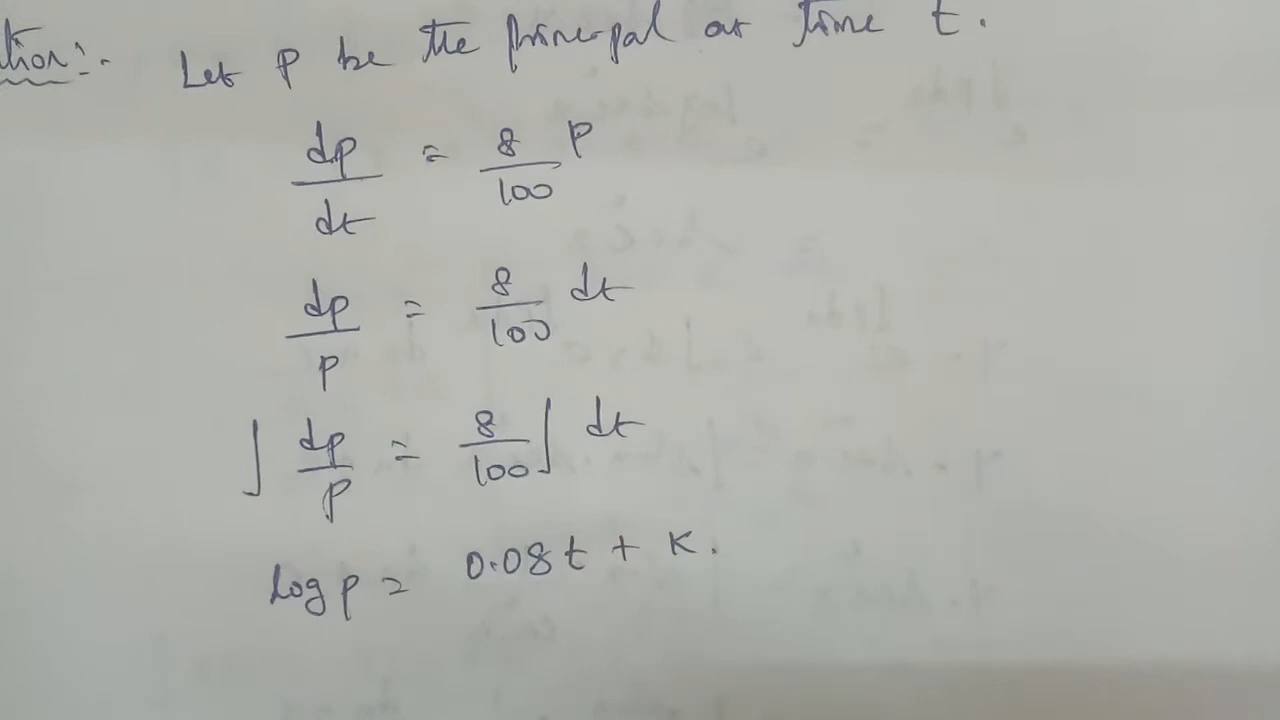 tion:- Let P be the principal at time t.
dp/dt = 8/100 P
dp/P = 8/100 dt
∫ dp/P = 8/100 ∫ dt
log p = 0.08t + K.